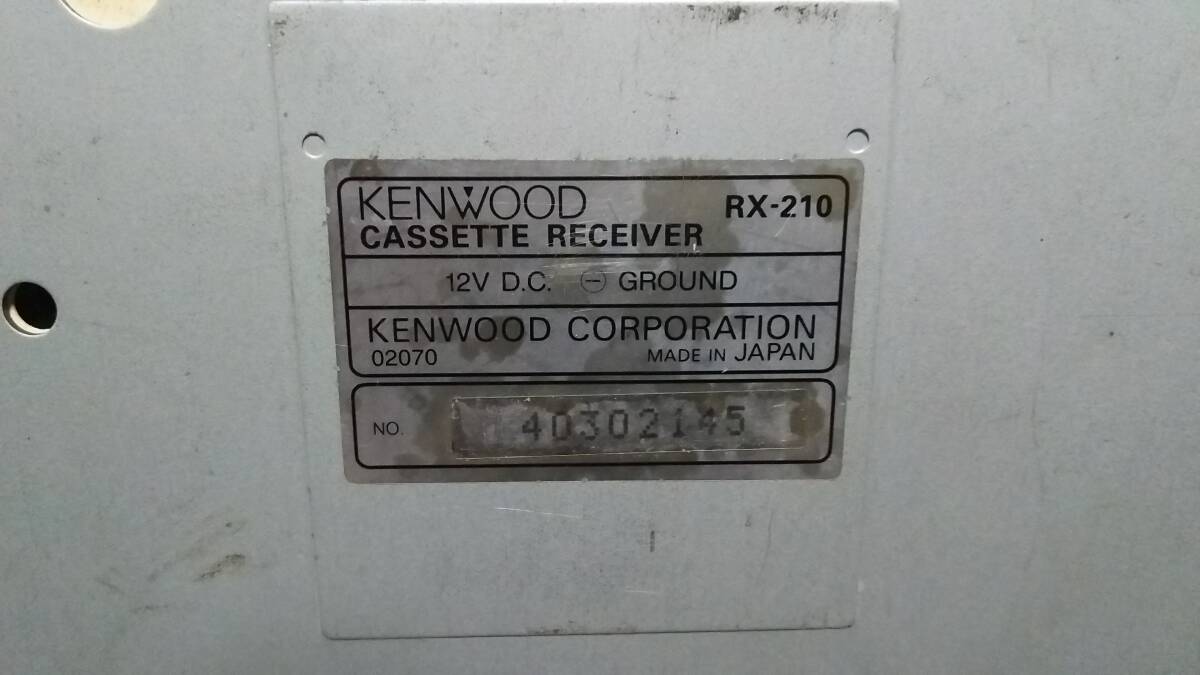 KENWOOD RX-210
CASSETTE RECEIVER
12V D.C. ⊖ GROUND
KENWOOD CORPORATION
02070 MADE IN JAPAN
NO. 40302145